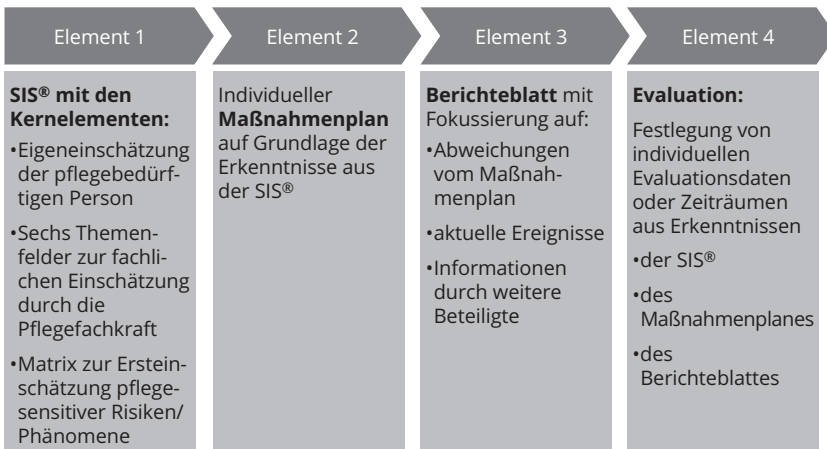 Element 1
Element 2
Element 3
Element 4
SIS® mit den
Kernelementen:
•Eigeneinschätzung
der pflegebedürf-
tigen Person
•Sechs Themen-
felder zur fachli-
chen Einschätzung
durch die
Pflegefachkraft
•Matrix zur Erstein-
schätzung pflege-
sensitiver Risiken/
Phänomene
Individueller
Maßnahmenplan
auf Grundlage der
Erkenntnisse aus
der SIS®
Berichteblatt mit
Fokussierung auf:
•Abweichungen
vom Maßnah-
menplan
•aktuelle Ereignisse
•Informationen
durch weitere
Beteiligte
Evaluation:
Festlegung von
individuellen
Evaluationsdaten
oder Zeiträumen
aus Erkenntnissen
•der SIS®
•des
Maßnahmenplanes
•des
Berichteblattes